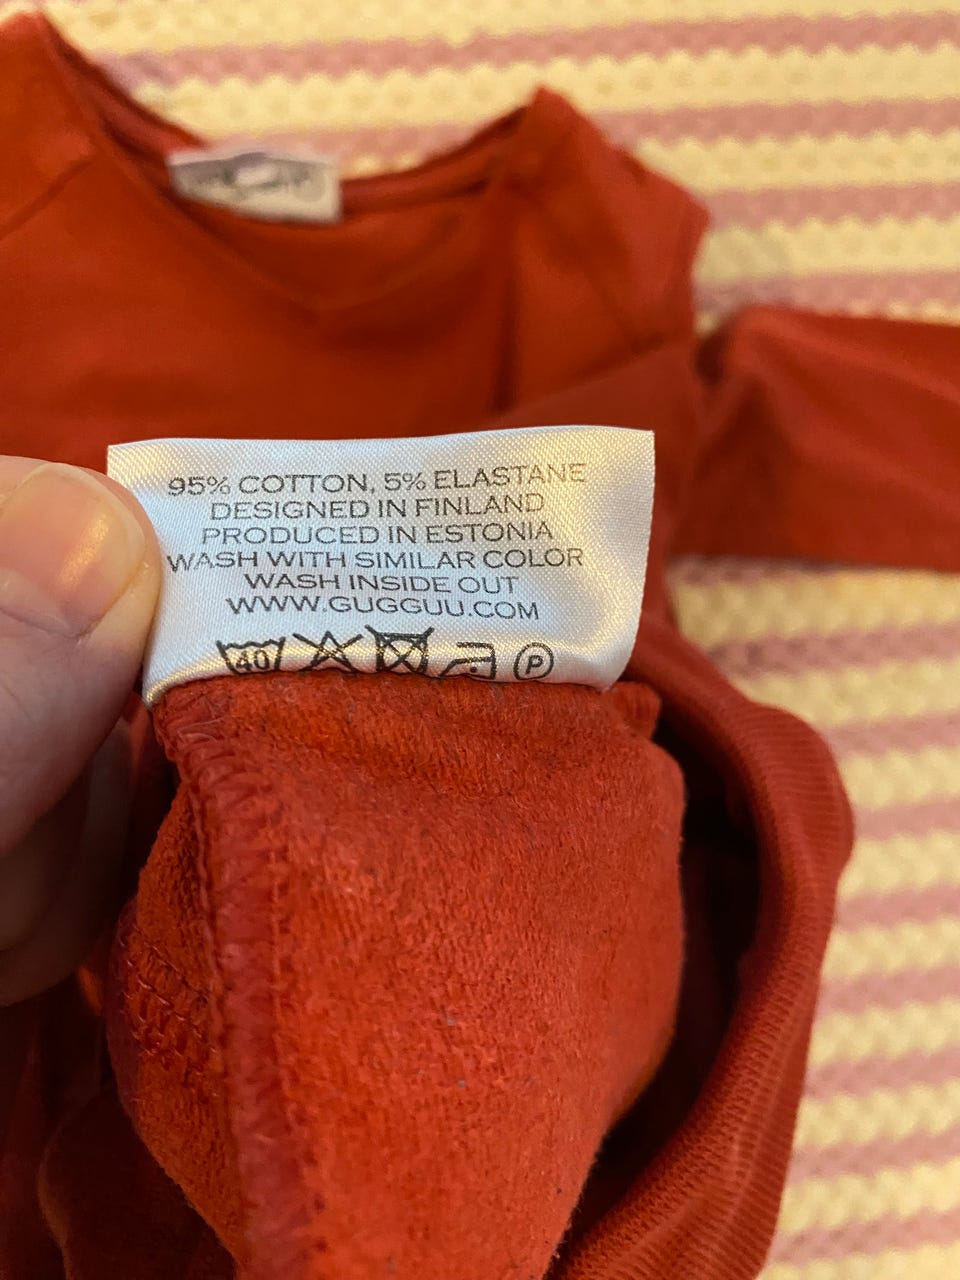 95% COTTON, 5% ELASTANE
DESIGNED IN FINLAND
PRODUCED IN ESTONIA
WASH WITH SIMILAR COLOR
WASH INSIDE OUT
WWW.GUGGUU.COM
40 P